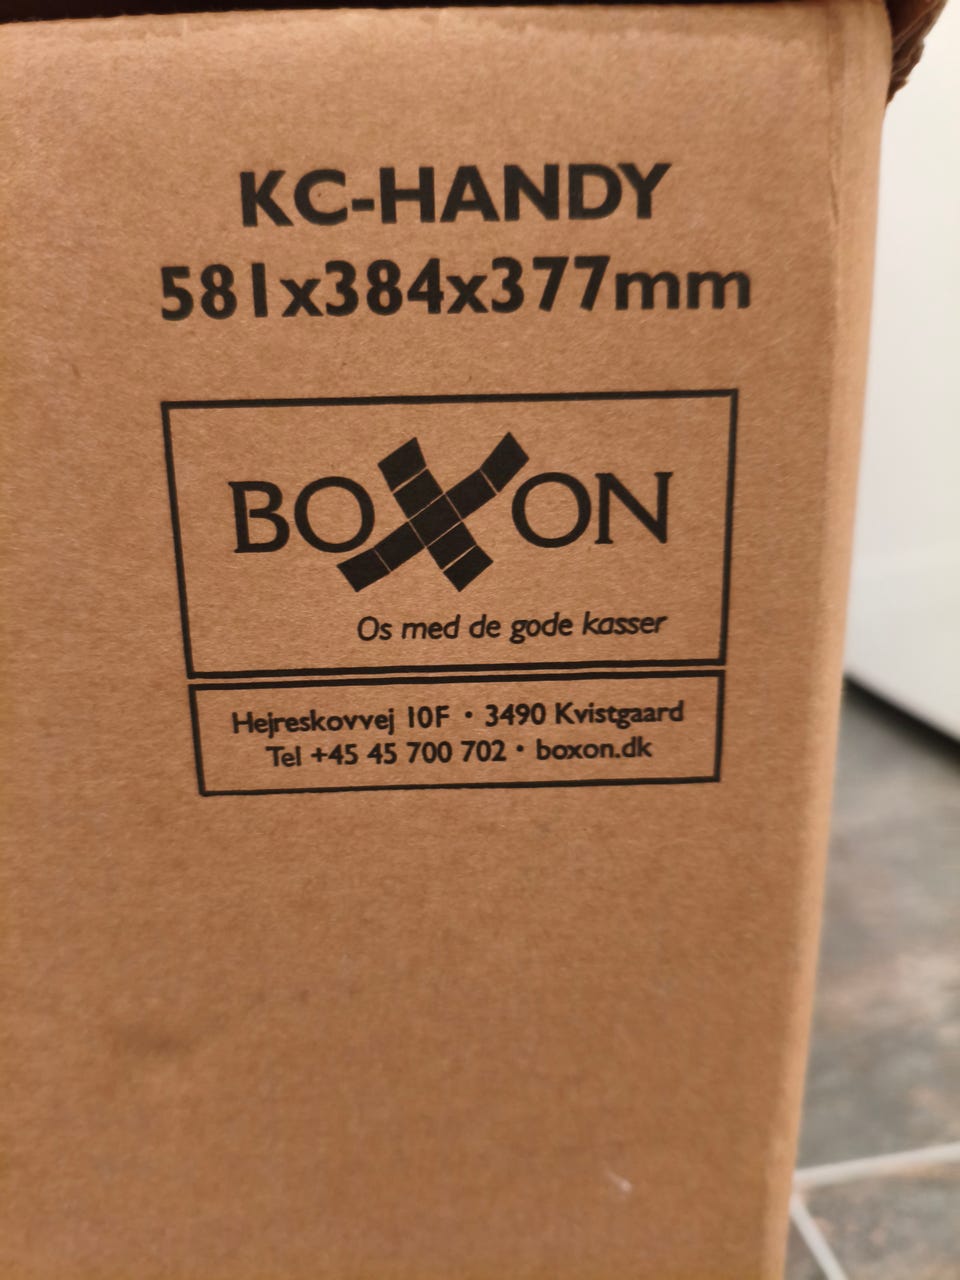 KC-HANDY
581x384x377mm
BOXON
Os med de gode kasser
Hejreskovvej 10F • 3490 Kvistgaard
Tel +45 45 700 702 • boxon.dk